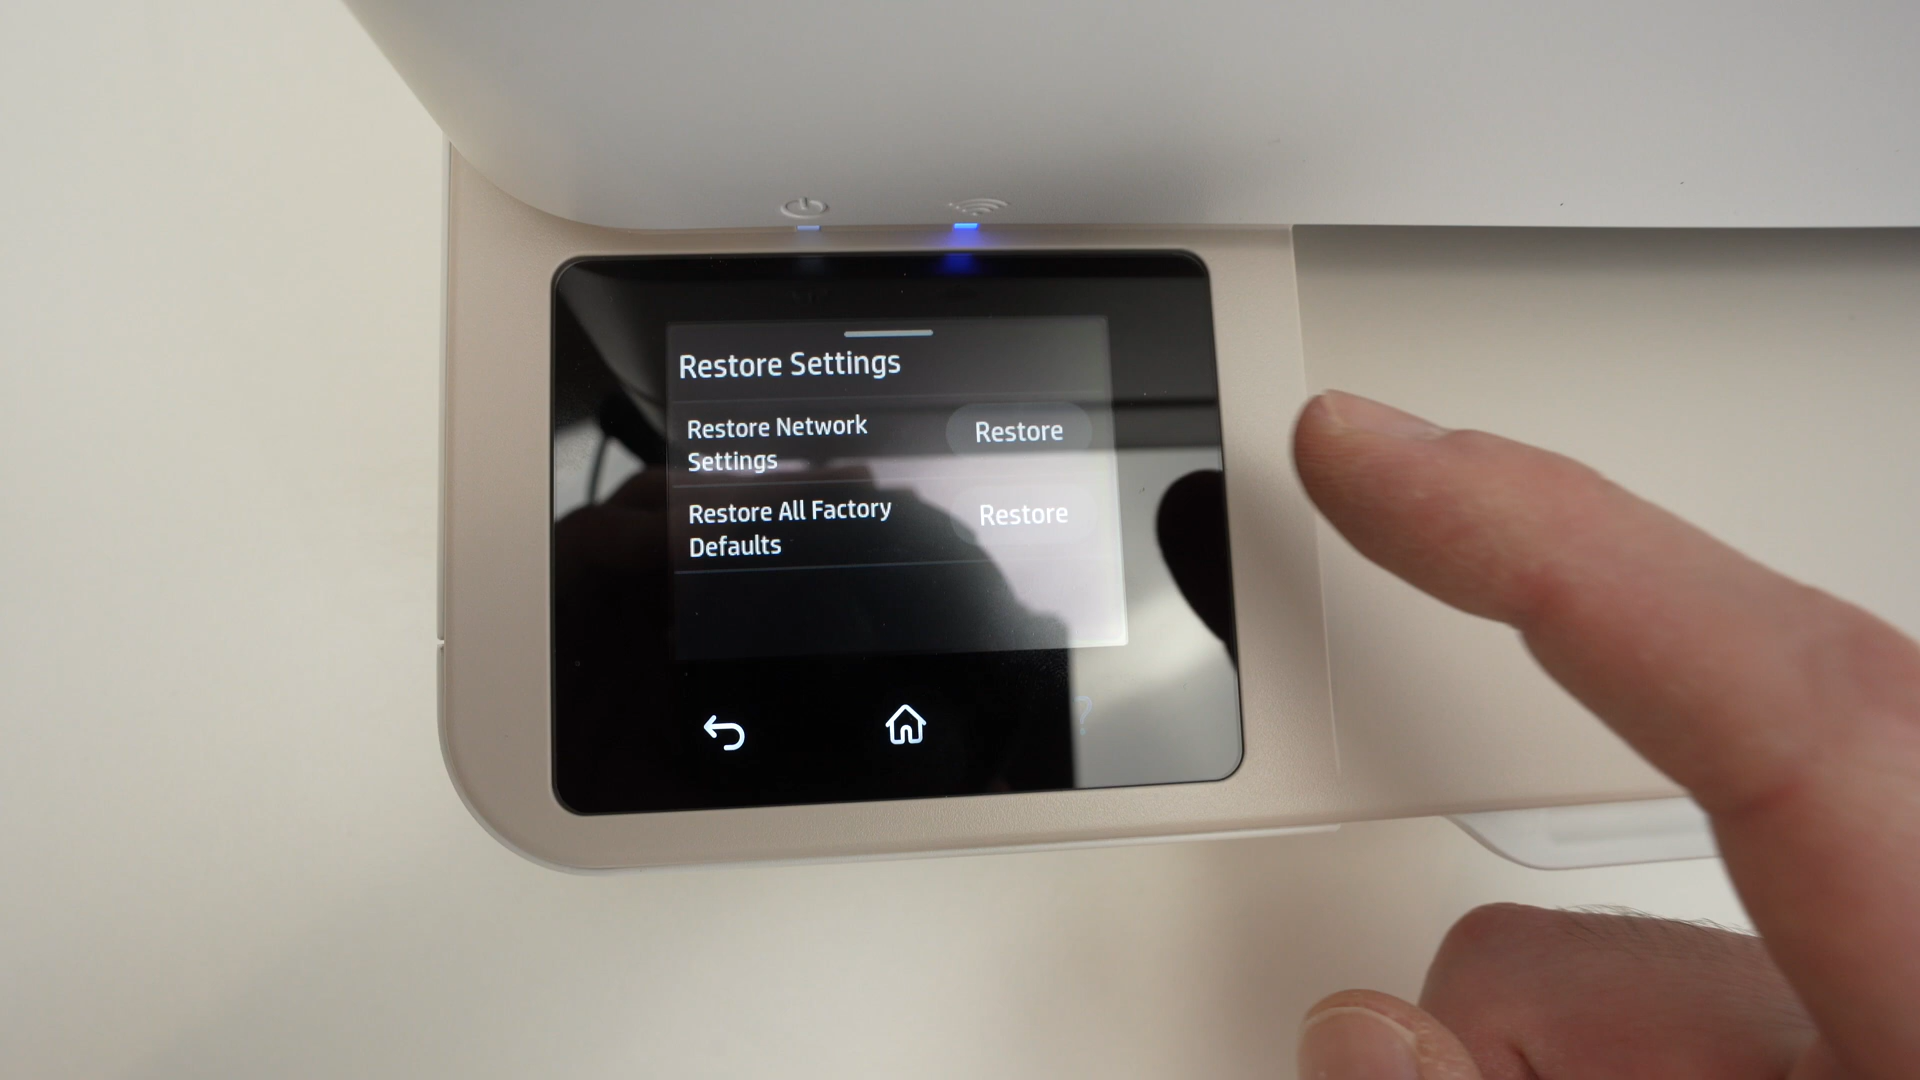 Restore Settings
Restore Network
Settings
Restore
Restore All Factory
Defaults
Restore
?